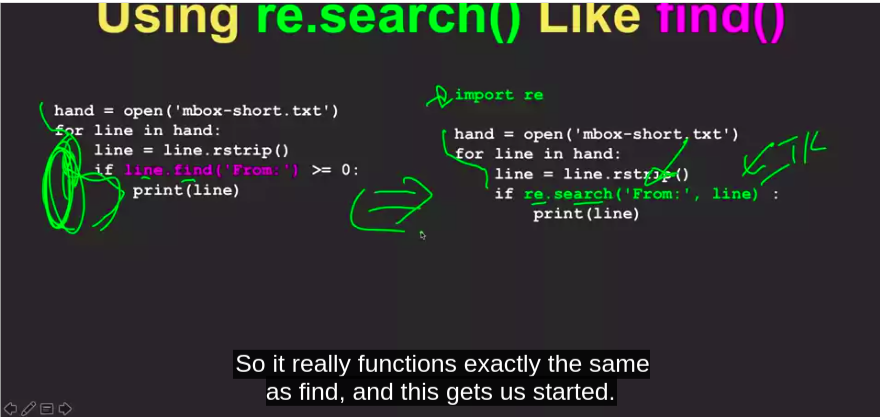 Using re.search() Like find()
hand = open('mbox-short.txt')
for line in hand:
line = line.rstrip()
if line.find('From:') >= 0:
print(line)
import re
hand = open('mbox-short.txt')
for line in hand:
line = line.rstrip()
if re.search('From:', line) :
print(line)
So it really functions exactly the same
as find, and this gets us started.